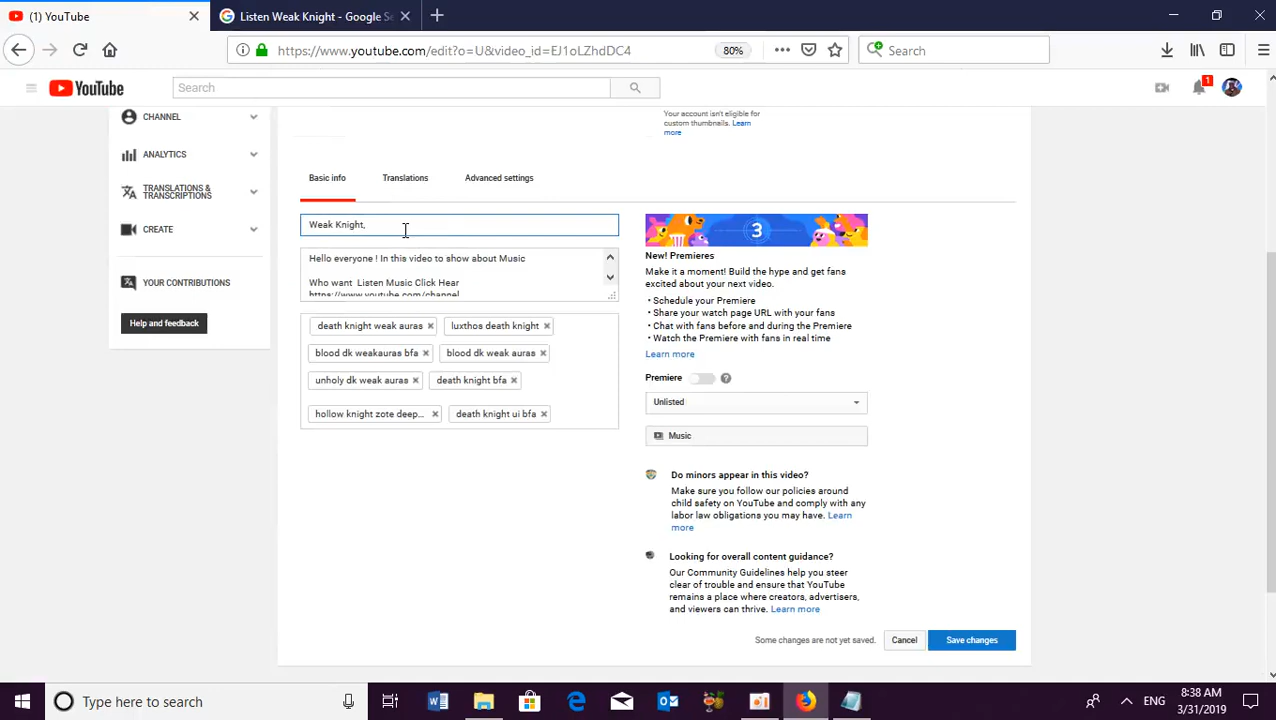 (1) YouTube
Listen Weak Knight - Google Se
https://www.youtube.com/edit?o=U&video_id=EJ1oLZhdDC4
80%
Search
YouTube
Search
1
CHANNEL
ANALYTICS
TRANSLATIONS &
TRANSCRIPTIONS
CREATE
YOUR CONTRIBUTIONS
Help and feedback
Your account isn't eligible for
custom thumbnails. Learn
more
Basic info
Translations
Advanced settings
Weak Knight,
Hello everyone ! In this video to show about Music
Who want Listen Music Click Hear
https://www.youtube.com/channel
death knight weak auras
luxthos death knight
blood dk weakauras bfa
blood dk weak auras
unholy dk weak auras
death knight bfa
hollow knight zote deep...
death knight ui bfa
3
New! Premieres
Make it a moment! Build the hype and get fans
excited about your next video.
• Schedule your Premiere
• Share your watch page URL with your fans
• Chat with fans before and during the Premiere
• Watch the Premiere with fans in real time
Learn more
Premiere
?
Unlisted
Music
Do minors appear in this video?
Make sure you follow our policies around
child safety on YouTube and comply with any
labor law obligations you may have. Learn
more
Looking for overall content guidance?
Our Community Guidelines help you steer
clear of trouble and ensure that YouTube
remains a place where creators, advertisers,
and viewers can thrive. Learn more
Some changes are not yet saved.
Cancel
Save changes
Type here to search
ENG
8:38 AM
3/31/2019